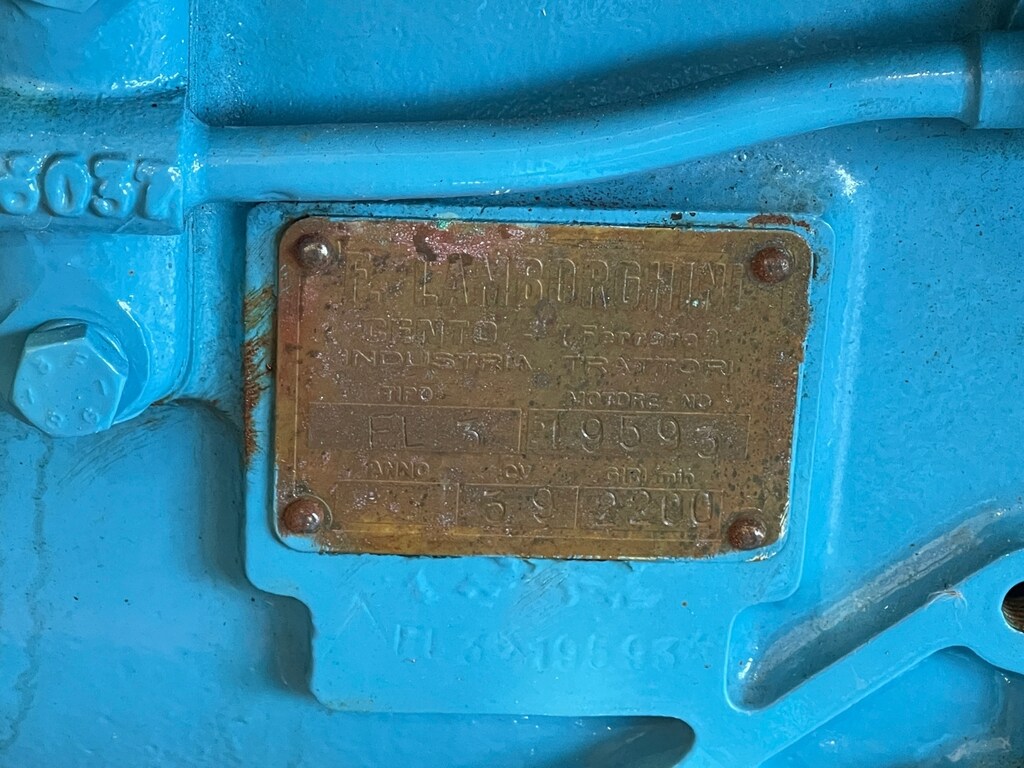 F. LAMBORGHINI
CENTO - (Ferrara)
INDUSTRIA TRATTORI
TIPO MOTORE NO
FL 3 19593
ANNO CV GIRI/min
39 2200
FL 3 * 19593 *